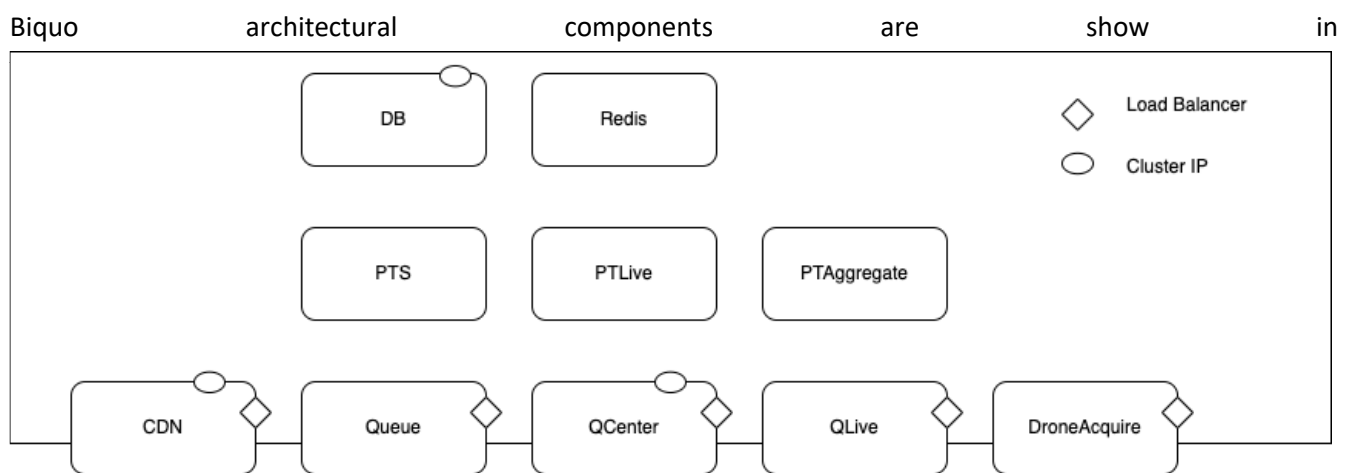 Biquo architectural components are show in
DB
Redis
Load Balancer
Cluster IP
PTS
PTLive
PTAggregate
CDN
Queue
QCenter
QLive
DroneAcquire